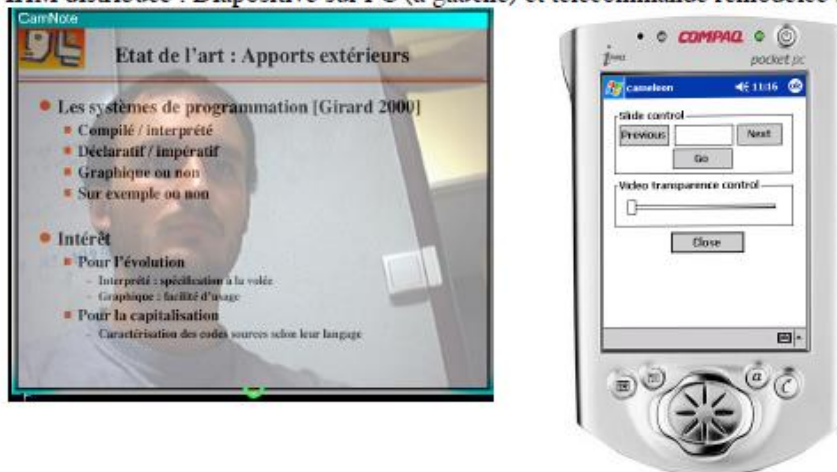 IHM distribuée : Diapositive sur PC (à gauche) et télécommande remodelée
CamNote
Etat de l'art : Apports extérieurs
Les systèmes de programmation [Girard 2000]
Compilé / interprété
Déclaratif / impératif
Graphique ou non
Sur exemple ou non
Intérêt
Pour l'évolution
– Interprété : spécification à la volée
– Graphique : facilité d'usage
Pour la capitalisation
– Caractérisation des codes sources selon leur langage
COMPAQ
iPAQ
pocket pc
cameleon 11:16 ok
Slide control
Previous Next
Go
Video transparence control
Close